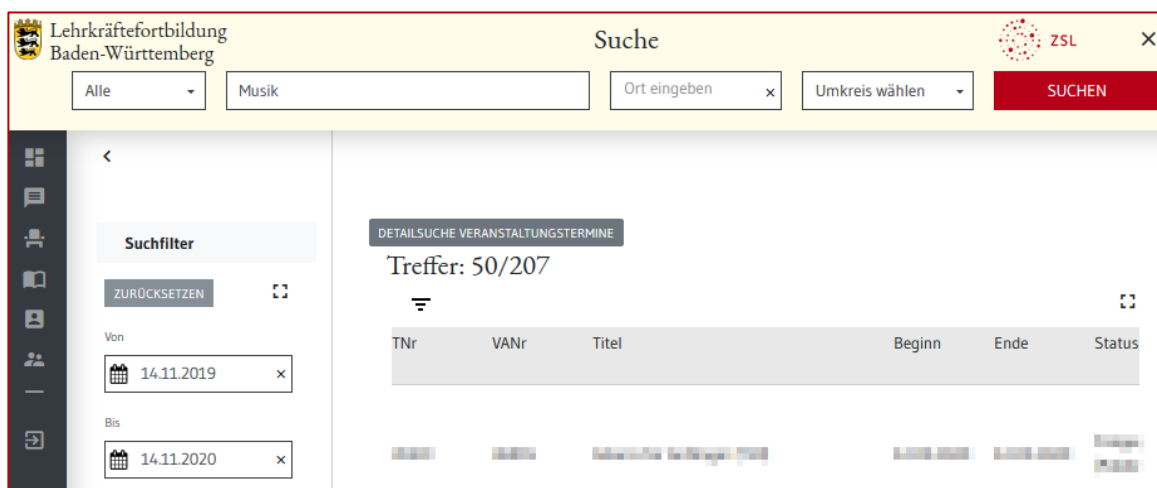 Lehrkräftefortbildung
Baden-Württemberg
Suche
ZSL
Alle
Musik
Ort eingeben
Umkreis wählen
SUCHEN
Suchfilter
ZURÜCKSETZEN
Von
14.11.2019
Bis
14.11.2020
DETAILSUCHE VERANSTALTUNGSTERMINE
Treffer: 50/207
TNr VANr Titel Beginn Ende Status